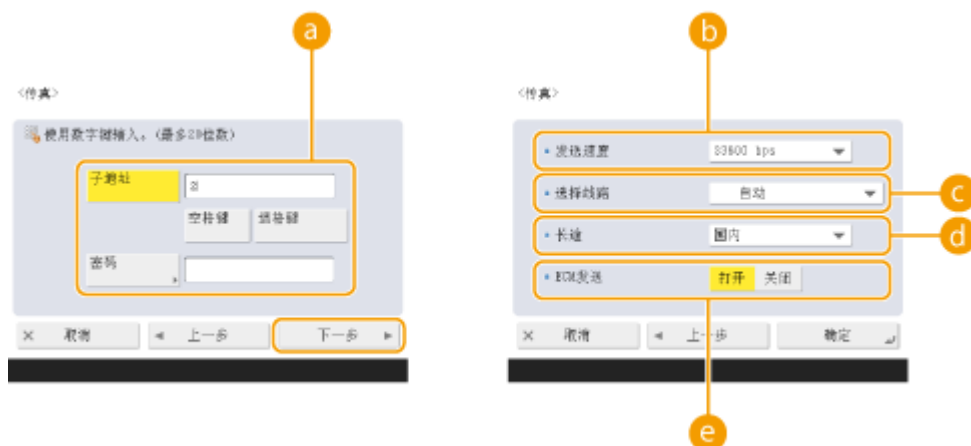 a
b
<传真>
使用数字键输入。(最多20位数)
子地址
空格键 退格键
密码
× 取消 ◄ 上一步 下一步 ►
<传真>
发送速度 33600 bps
选择线路 自动
c
长途 国内
d
ECM发送 打开 关闭
× 取消 ◄ 上一步 确定
e